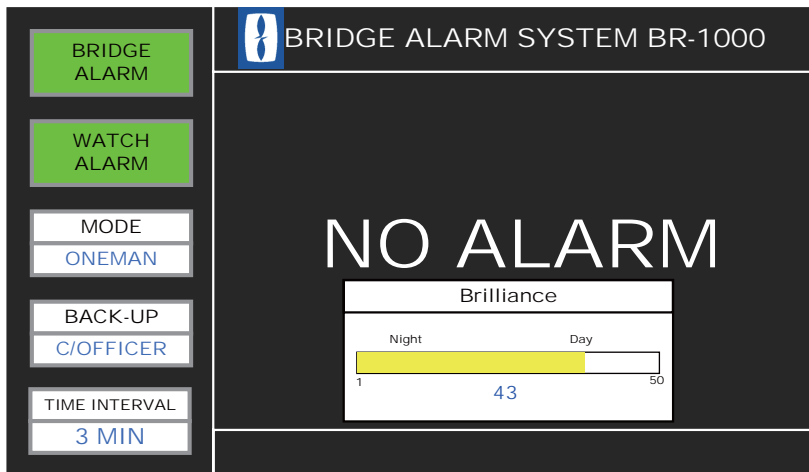 BRIDGE
ALARM
WATCH
ALARM
MODE
ONEMAN
BACK-UP
C/OFFICER
TIME INTERVAL
3 MIN
BRIDGE ALARM SYSTEM BR-1000
NO ALARM
Brilliance
Night Day
1 50
43